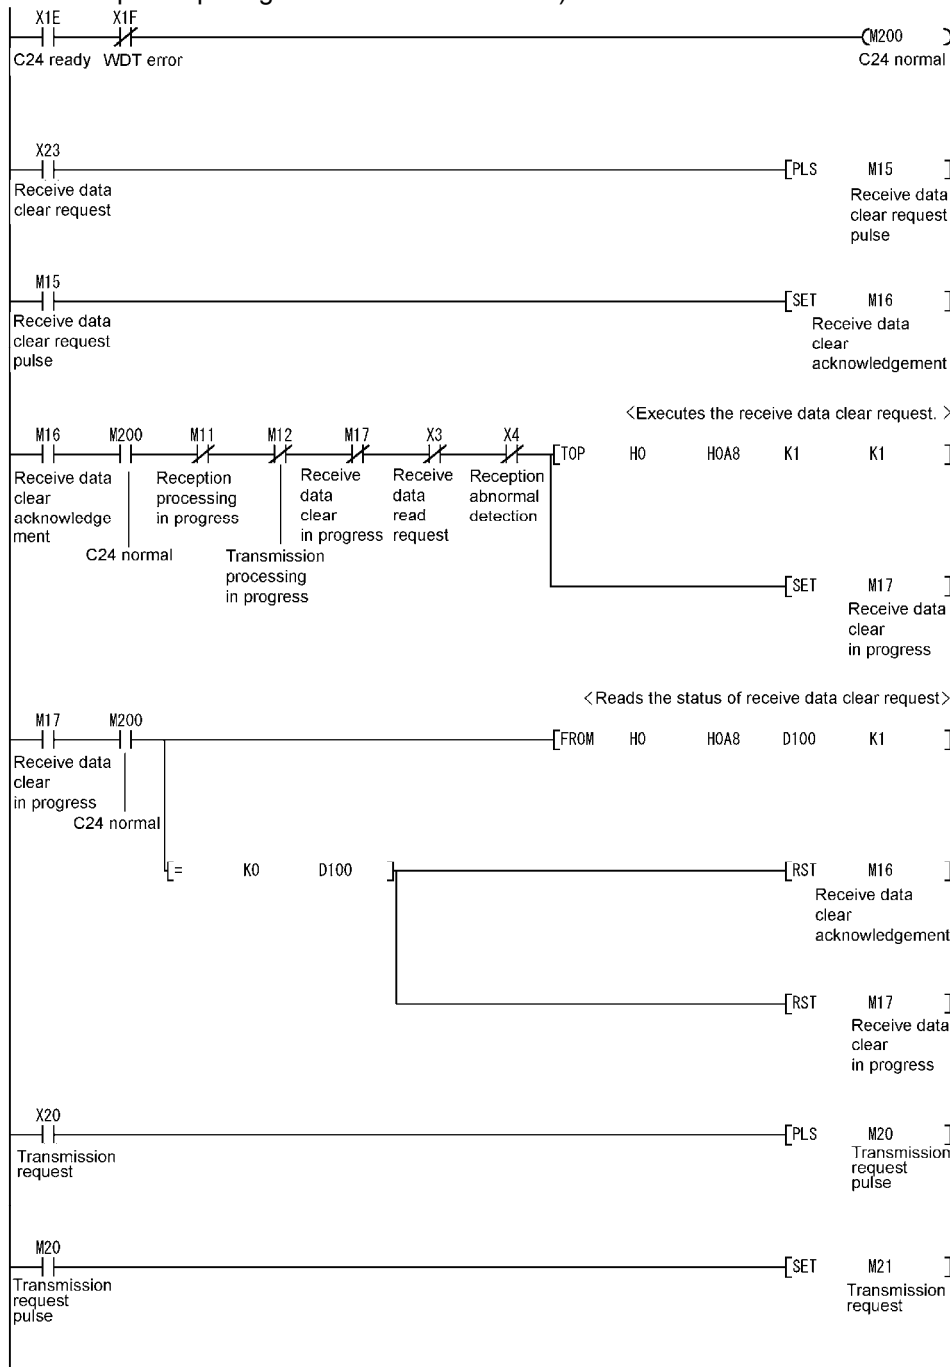 X1E X1F
(M200 )
C24 ready WDT error C24 normal
X23
[PLS M15 ]
Receive data
clear request
Receive data
clear request
pulse
M15
[SET M16 ]
Receive data
clear request
pulse
Receive data
clear
acknowledgement
<Executes the receive data clear request. >
M16 M200 M11 M12 M17 X3 X4
[TOP H0 H0A8 K1 K1 ]
Receive data
clear
acknowledge
ment
C24 normal
Reception
processing
in progress
Transmission
processing
in progress
Receive
data
clear
in progress
Receive
data
read
request
Reception
abnormal
detection
[SET M17 ]
Receive data
clear
in progress
<Reads the status of receive data clear request>
M17 M200
[FROM H0 H0A8 D100 K1 ]
Receive data
clear
in progress
C24 normal
[= K0 D100 ]
[RST M16 ]
Receive data
clear
acknowledgement
[RST M17 ]
Receive data
clear
in progress
X20
[PLS M20 ]
Transmission
request
Transmission
request
pulse
M20
[SET M21 ]
Transmission
request
pulse
Transmission
request